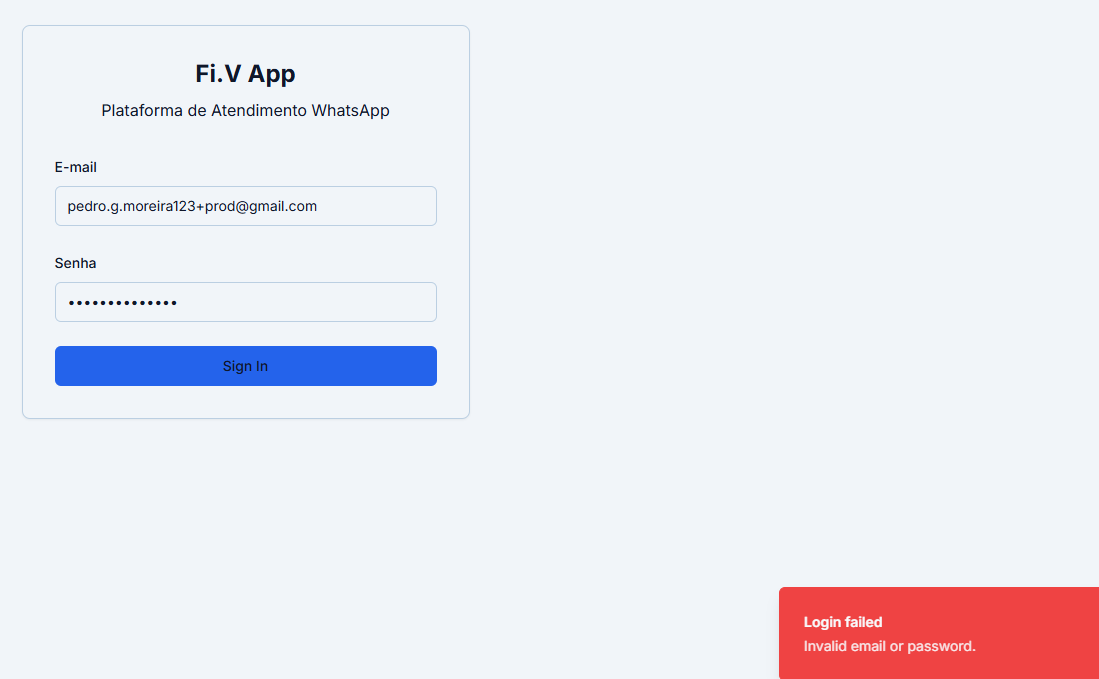 Fi.V App
Plataforma de Atendimento WhatsApp
E-mail
pedro.g.moreira123+prod@gmail.com
Senha
••••••••••••••
Sign In
Login failed
Invalid email or password.